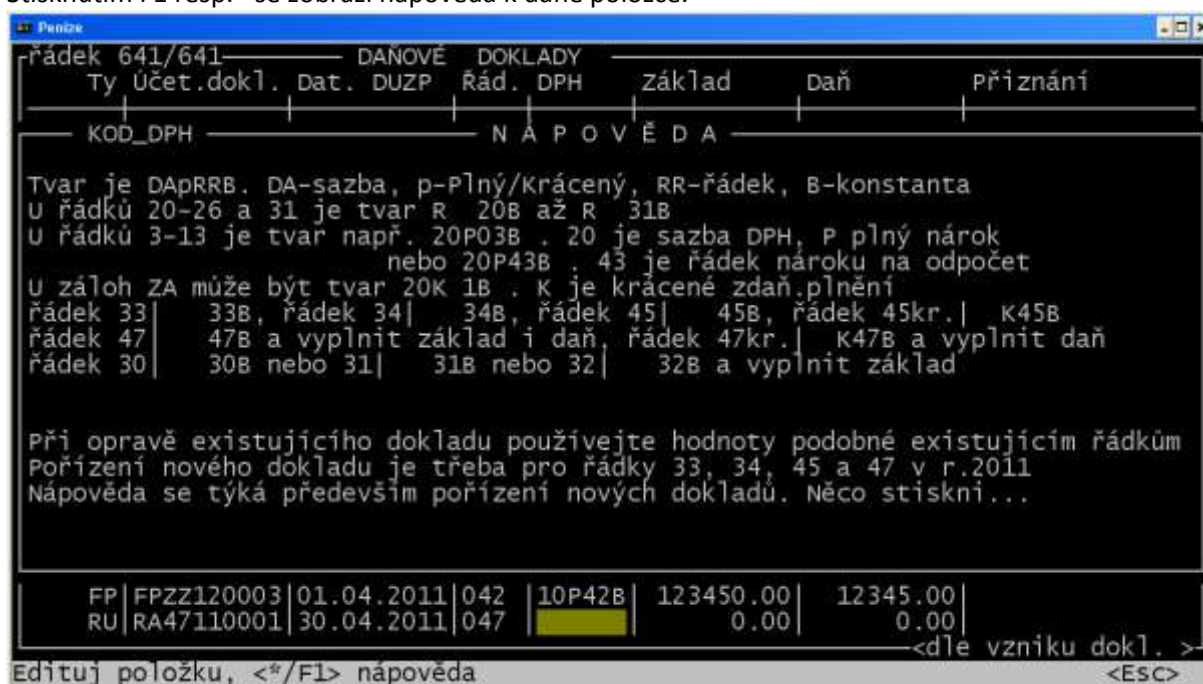 Stisknutím F1 resp. * se zobrazí nápověda k dané položce.
Penize
řádek 641/641 DAŇOVÉ DOKLADY
Ty Účet.dokl. Dat. DUZP Řád. DPH Základ Daň Přiznání
KOD_DPH N Á P O V Ě D A
Tvar je DApRRB. DA-sazba, p-Plný/Krácený, RR-řádek, B-konstanta
U řádků 20-26 a 31 je tvar R 20B až R 31B
U řádků 3-13 je tvar např. 20P03B . 20 je sazba DPH, P plný nárok
nebo 20P43B . 43 je řádek nároku na odpočet
U záloh ZA může být tvar 20K 1B . K je krácené zdaň.plnění
řádek 33| 33B, řádek 34| 34B, řádek 45| 45B, řádek 45kr.| K45B
řádek 47| 47B a vyplnit základ i daň, řádek 47kr.| K47B a vyplnit daň
řádek 30| 30B nebo 31| 31B nebo 32| 32B a vyplnit základ
Při opravě existujícího dokladu používejte hodnoty podobné existujícím řádkům
Pořízení nového dokladu je třeba pro řádky 33, 34, 45 a 47 v r.2011
Nápověda se týká především pořízení nových dokladů. Něco stiskni...
FP|FPZZ120003|01.04.2011|042 |10P42B| 123450.00| 12345.00|
RU|RA47110001|30.04.2011|047 | | 0.00| 0.00|
<dle vzniku dokl. >
Edituj položku, <*/F1> nápověda <Esc>